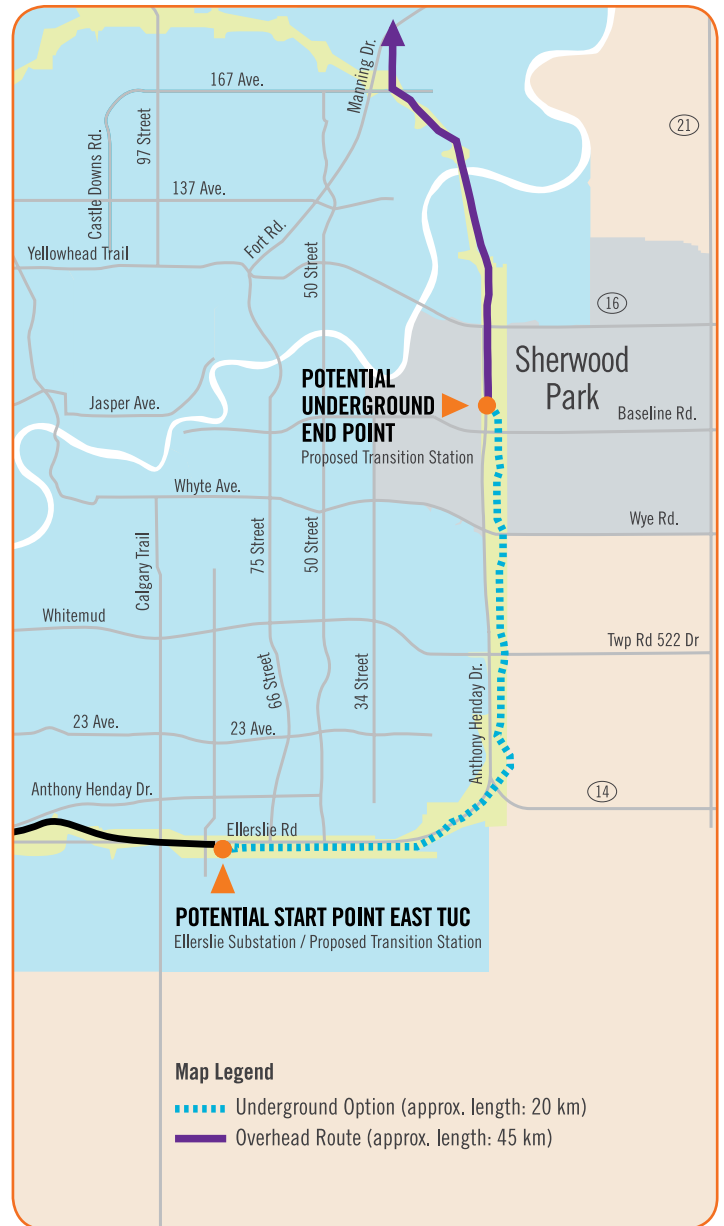 Manning Dr.
167 Ave.
97 Street
Castle Downs Rd.
21
137 Ave.
Fort Rd.
Yellowhead Trail
50 Street
16
Sherwood
Park
POTENTIAL
UNDERGROUND
END POINT
Proposed Transition Station
Jasper Ave.
Baseline Rd.
Whyte Ave.
Wye Rd.
Calgary Trail
75 Street
50 Street
Whitemud
Twp Rd 522 Dr
66 Street
34 Street
Anthony Henday Dr.
23 Ave.
23 Ave.
Anthony Henday Dr.
14
Ellerslie Rd
POTENTIAL START POINT EAST TUC
Ellerslie Substation / Proposed Transition Station
Map Legend
Underground Option (approx. length: 20 km)
Overhead Route (approx. length: 45 km)